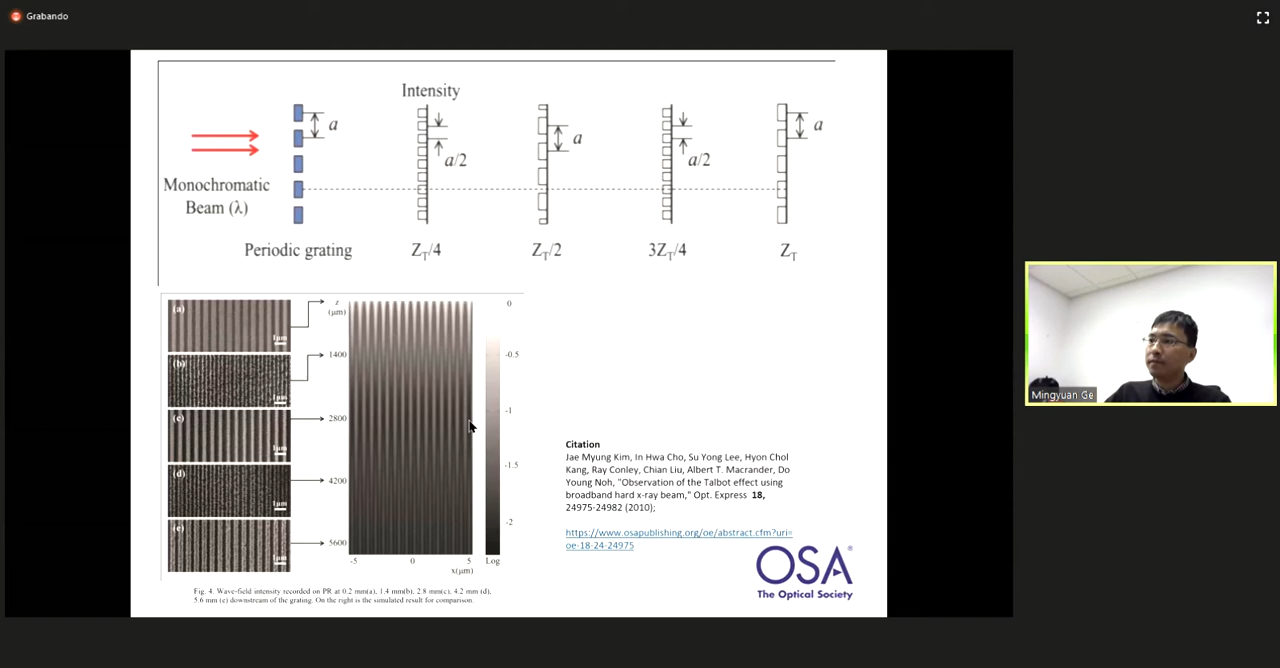 Grabando
Intensity
a
a/2
a
a/2
a
Monochromatic
Beam (λ)
Periodic grating
Z_T/4
Z_T/2
3Z_T/4
Z_T
(a)
1μm
(b)
1μm
(c)
1μm
(d)
1μm
(e)
1μm
z
(μm)
1400
2800
4200
5600
-5
0
5
x(μm)
0
-0.5
-1
-1.5
-2
Log
Fig. 4. Wave-field intensity recorded on PR at 0.2 mm(a), 1.4 mm(b), 2.8 mm(c), 4.2 mm (d),
5.6 mm (e) downstream of the grating. On the right is the simulated result for comparison.
Citation
Jae Myung Kim, In Hwa Cho, Su Yong Lee, Hyon Chol
Kang, Ray Conley, Chian Liu, Albert T. Macrander, Do
Young Noh, "Observation of the Talbot effect using
broadband hard x-ray beam," Opt. Express 18,
24975-24982 (2010);
https://www.osapublishing.org/oe/abstract.cfm?uri=
oe-18-24-24975
OSA®
The Optical Society
Mingyuan Ge